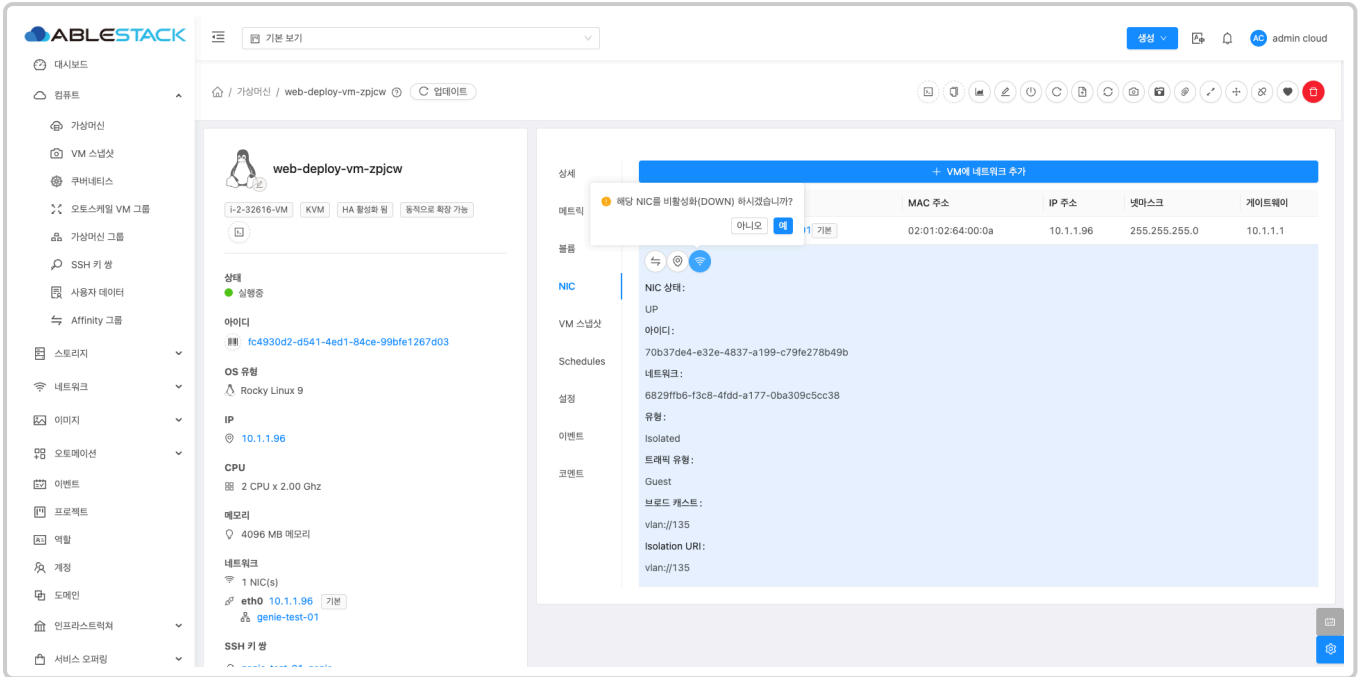 ABLESTACK
기본 보기
생성
AC
admin cloud
대시보드
컴퓨트
가상머신
VM 스냅샷
쿠버네티스
오토스케일 VM 그룹
가상머신 그룹
SSH 키 쌍
사용자 데이터
Affinity 그룹
스토리지
네트워크
이미지
오토메이션
이벤트
프로젝트
역할
계정
도메인
인프라스트럭쳐
서비스 오퍼링
/ 가상머신 / web-deploy-vm-zpjcw
업데이트
web-deploy-vm-zpjcw
i-2-32616-VM
KVM
HA 활성화 됨
동적으로 확장 가능
상태
실행중
아이디
fc4930d2-d541-4ed1-84ce-99bfe1267d03
OS 유형
Rocky Linux 9
IP
10.1.1.96
CPU
2 CPU x 2.00 Ghz
메모리
4096 MB 메모리
네트워크
1 NIC(s)
eth0 10.1.1.96 기본
genie-test-01
SSH 키 쌍
상세
메트릭
볼륨
NIC
VM 스냅샷
Schedules
설정
이벤트
코멘트
+ VM에 네트워크 추가
해당 NIC를 비활성화(DOWN) 하시겠습니까?
아니오
예
MAC 주소
IP 주소
넷마스크
게이트웨이
기본
02:01:02:64:00:0a
10.1.1.96
255.255.255.0
10.1.1.1
NIC 상태:
UP
아이디:
70b37de4-e32e-4837-a199-c79fe278b49b
네트워크:
6829ffb6-f3c8-4fdd-a177-0ba309c5cc38
유형:
Isolated
트래픽 유형:
Guest
브로드 캐스트:
vlan://135
Isolation URI:
vlan://135